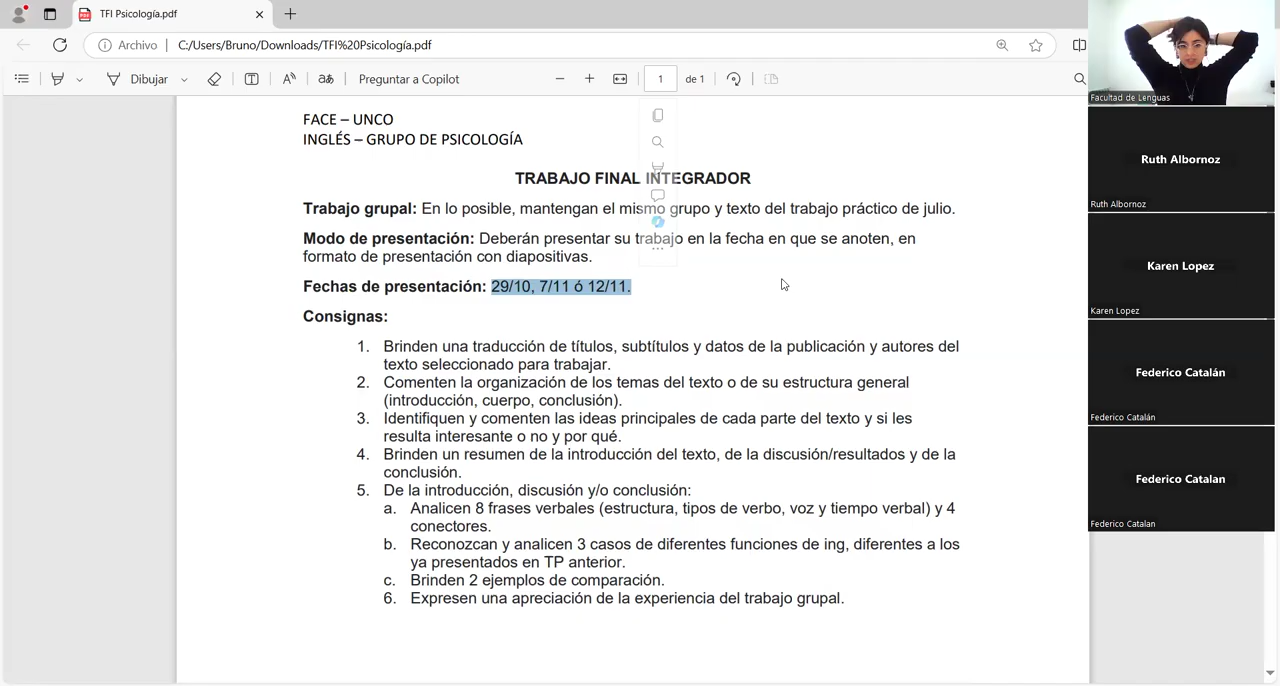 TFI Psicología.pdf
Archivo
C:/Users/Bruno/Downloads/TFI%20Psicología.pdf
Dibujar
Preguntar a Copilot
1 de 1
FACE – UNCO
INGLÉS – GRUPO DE PSICOLOGÍA
TRABAJO FINAL INTEGRADOR
Trabajo grupal: En lo posible, mantengan el mismo grupo y texto del trabajo práctico de julio.
Modo de presentación: Deberán presentar su trabajo en la fecha en que se anoten, en
formato de presentación con diapositivas.
Fechas de presentación: 29/10, 7/11 ó 12/11.
Consignas:
1. Brinden una traducción de títulos, subtítulos y datos de la publicación y autores del
texto seleccionado para trabajar.
2. Comenten la organización de los temas del texto o de su estructura general
(introducción, cuerpo, conclusión).
3. Identifiquen y comenten las ideas principales de cada parte del texto y si les
resulta interesante o no y por qué.
4. Brinden un resumen de la introducción del texto, de la discusión/resultados y de la
conclusión.
5. De la introducción, discusión y/o conclusión:
a. Analicen 8 frases verbales (estructura, tipos de verbo, voz y tiempo verbal) y 4
conectores.
b. Reconozcan y analicen 3 casos de diferentes funciones de ing, diferentes a los
ya presentados en TP anterior.
c. Brinden 2 ejemplos de comparación.
6. Expresen una apreciación de la experiencia del trabajo grupal.
Facultad de Lenguas
Ruth Albornoz
Ruth Albornoz
Karen Lopez
Karen Lopez
Federico Catalán
Federico Catalán
Federico Catalan
Federico Catalan